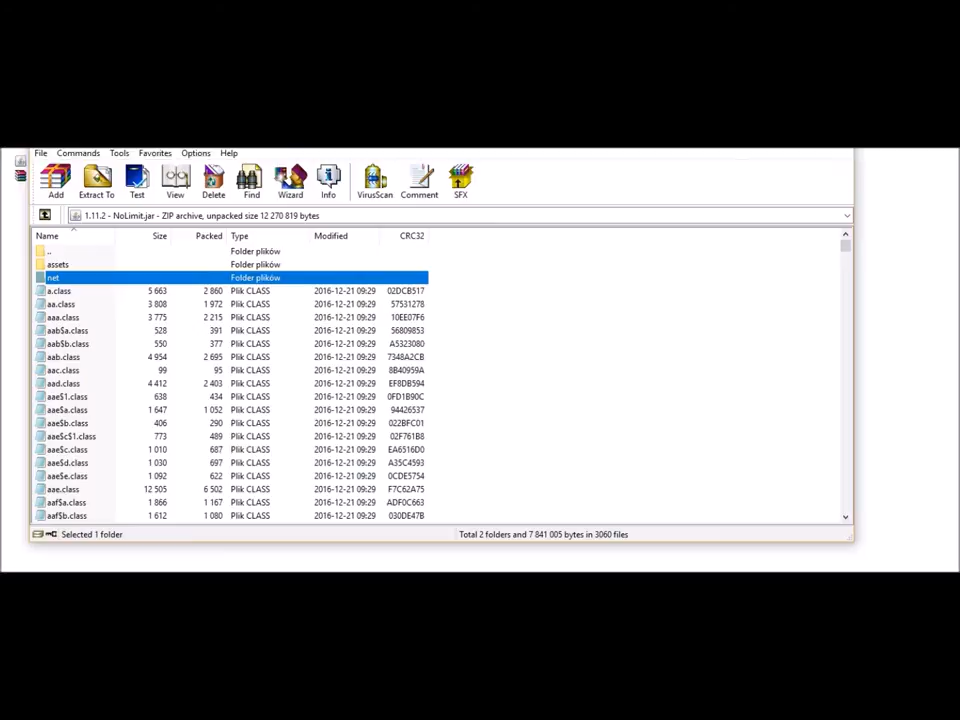 File Commands Tools Favorites Options Help
Add Extract To Test View Delete Find Wizard Info VirusScan Comment SFX
1.11.2 - NoLimit.jar - ZIP archive, unpacked size 12 270 819 bytes
Name Size Packed Type Modified CRC32
.. Folder plików
assets Folder plików
net Folder plików
a.class 5 663 2 860 Plik CLASS 2016-12-21 09:29 02DCB517
aa.class 3 808 1 972 Plik CLASS 2016-12-21 09:29 57531278
aaa.class 3 775 2 215 Plik CLASS 2016-12-21 09:29 10EE07F6
aab$a.class 528 391 Plik CLASS 2016-12-21 09:29 56809853
aab$b.class 550 377 Plik CLASS 2016-12-21 09:29 A5323080
aab.class 4 954 2 695 Plik CLASS 2016-12-21 09:29 7348A2CB
aac.class 99 95 Plik CLASS 2016-12-21 09:29 8B40959A
aad.class 4 412 2 403 Plik CLASS 2016-12-21 09:29 EF8DB594
aae$1.class 638 434 Plik CLASS 2016-12-21 09:29 0FD1B90C
aae$a.class 1 647 1 052 Plik CLASS 2016-12-21 09:29 94426537
aae$b.class 406 290 Plik CLASS 2016-12-21 09:29 022BFC01
aae$c$1.class 773 489 Plik CLASS 2016-12-21 09:29 02F761B8
aae$c.class 1 010 687 Plik CLASS 2016-12-21 09:29 EA6516D0
aae$d.class 1 030 697 Plik CLASS 2016-12-21 09:29 A35C4593
aae$e.class 1 092 622 Plik CLASS 2016-12-21 09:29 0CDE5754
aae.class 12 505 6 502 Plik CLASS 2016-12-21 09:29 F7C62A75
aaf$a.class 1 866 1 167 Plik CLASS 2016-12-21 09:29 ADF0C663
aaf$b.class 1 612 1 080 Plik CLASS 2016-12-21 09:29 030DE47B
Selected 1 folder Total 2 folders and 7 841 005 bytes in 3060 files